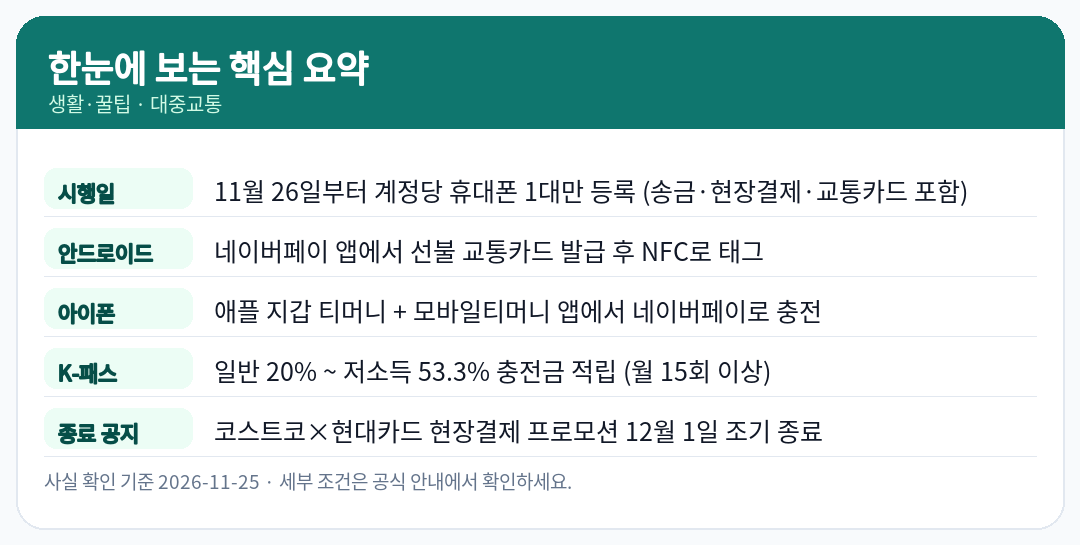 한눈에 보는 핵심 요약
생활·꿀팁 · 대중교통
시행일 11월 26일부터 계정당 휴대폰 1대만 등록 (송금·현장결제·교통카드 포함)
안드로이드 네이버페이 앱에서 선불 교통카드 발급 후 NFC로 태그
아이폰 애플 지갑 티머니 + 모바일티머니 앱에서 네이버페이로 충전
K-패스 일반 20% ~ 저소득 53.3% 충전금 적립 (월 15회 이상)
종료 공지 코스트코×현대카드 현장결제 프로모션 12월 1일 조기 종료
사실 확인 기준 2026-11-25 · 세부 조건은 공식 안내에서 확인하세요.